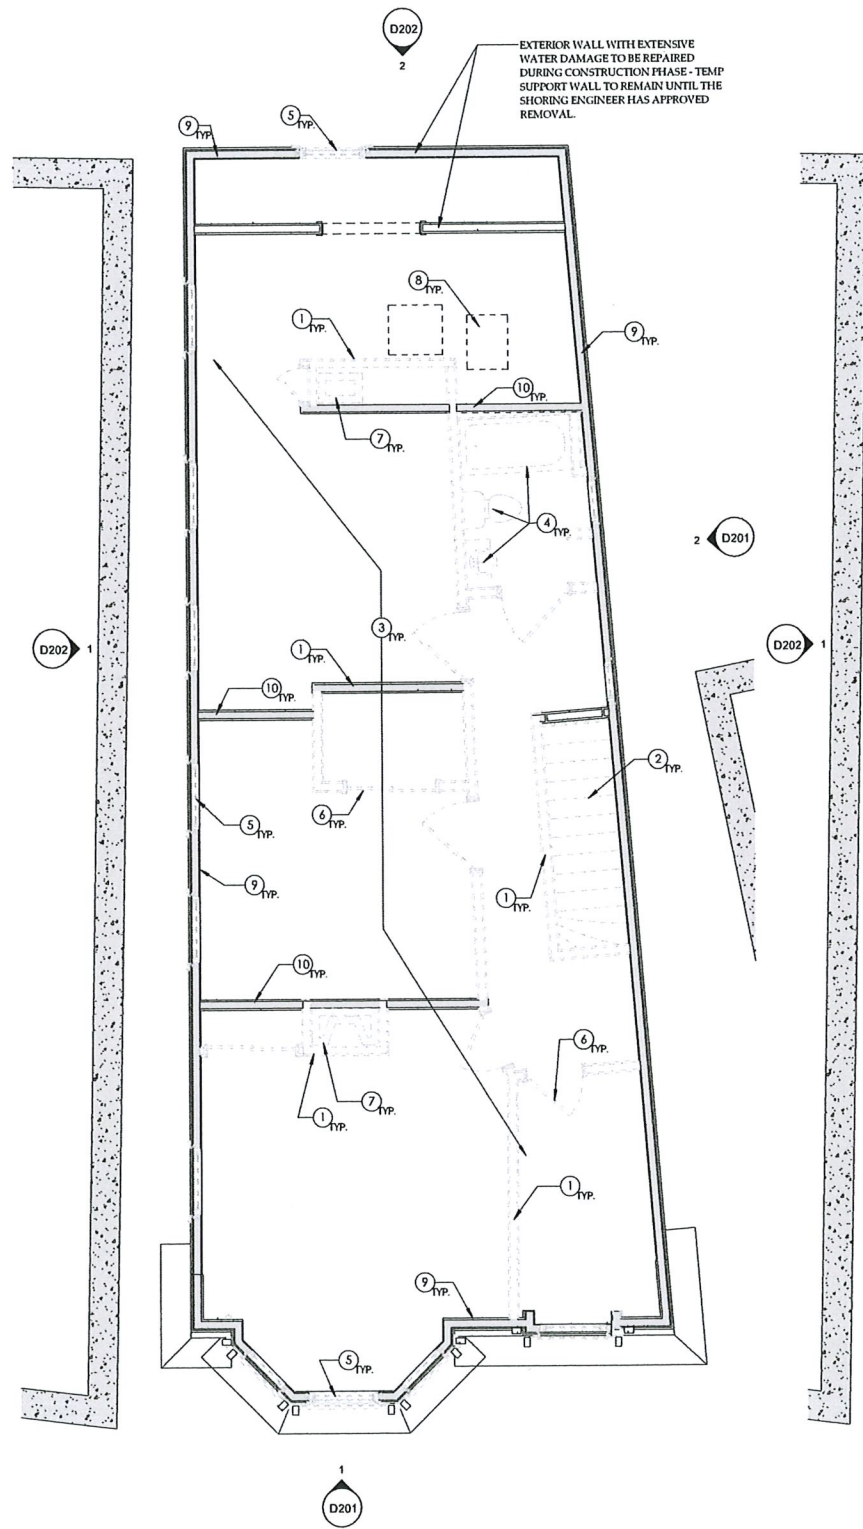 D202
2
EXTERIOR WALL WITH EXTENSIVE
WATER DAMAGE TO BE REPAIRED
DURING CONSTRUCTION PHASE - TEMP
SUPPORT WALL TO REMAIN UNTIL THE
SHORING ENGINEER HAS APPROVED
REMOVAL.
5
TYP.
9
TYP.
8
TYP.
1
TYP.
9
TYP.
10
TYP.
7
TYP.
4
TYP.
2
D201
3
TYP.
D202
1
D202
1
1
TYP.
10
TYP.
2
TYP.
6
TYP.
5
TYP.
9
TYP.
1
TYP.
10
TYP.
6
TYP.
7
TYP.
1
TYP.
1
TYP.
9
TYP.
5
TYP.
1
D201